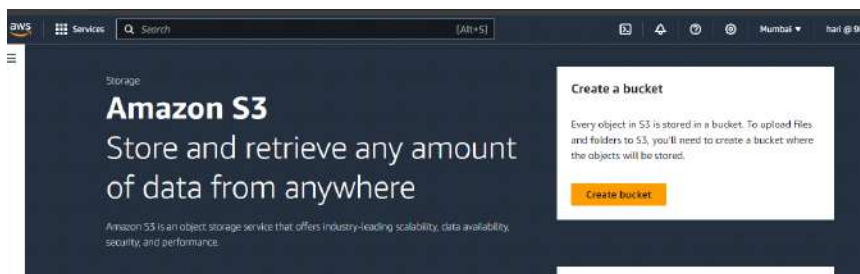 aws
Services
Search
[Alt+S]
Mumbai
hari @ 9
Storage
Amazon S3
Store and retrieve any amount
of data from anywhere
Amazon S3 is an object storage service that offers industry-leading scalability, data availability,
security, and performance.
Create a bucket
Every object in S3 is stored in a bucket. To upload files
and folders to S3, you'll need to create a bucket where
the objects will be stored.
Create bucket